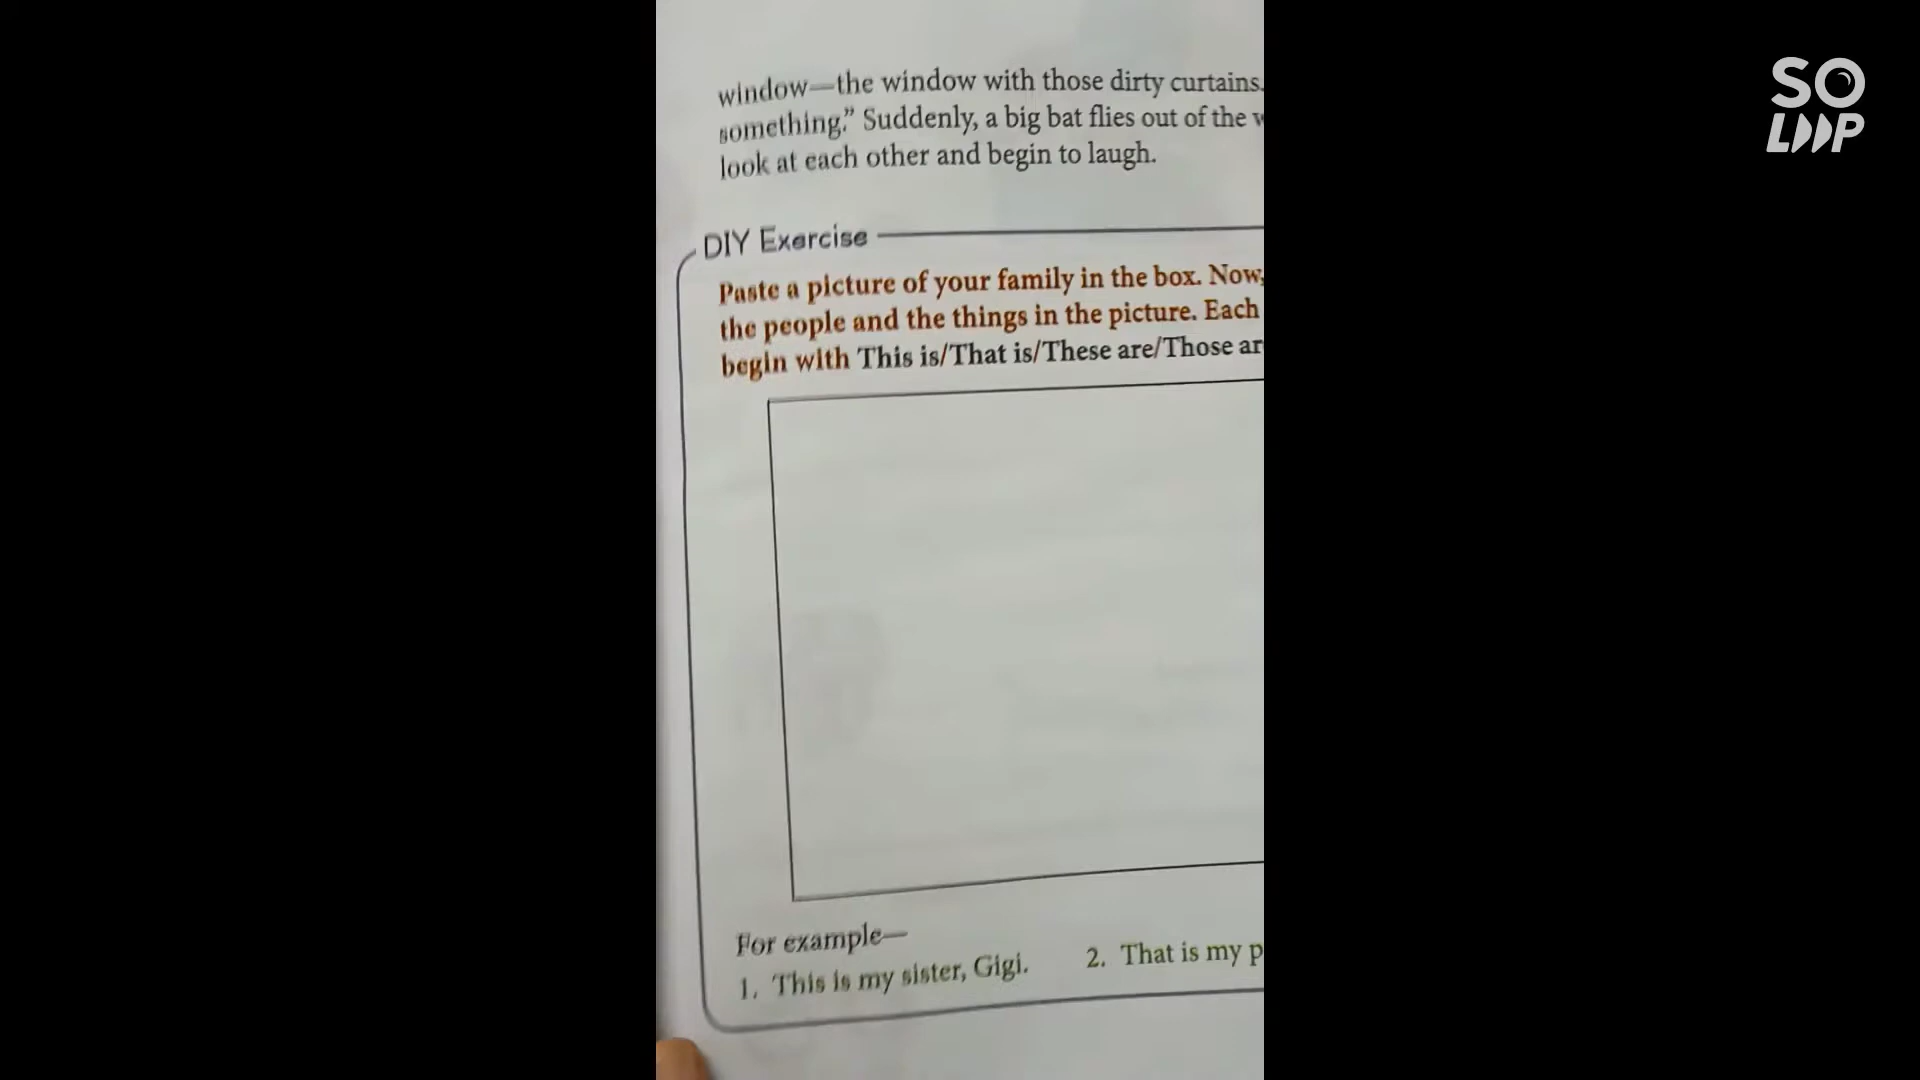 window—the window with those dirty curtains.
something.” Suddenly, a big bat flies out of the
look at each other and begin to laugh.
DIY Exercise
Paste a picture of your family in the box. Now,
the people and the things in the picture. Each
begin with This is/That is/These are/Those ar
For example—
1. This is my sister, Gigi. 2. That is my p
SO
LOOP